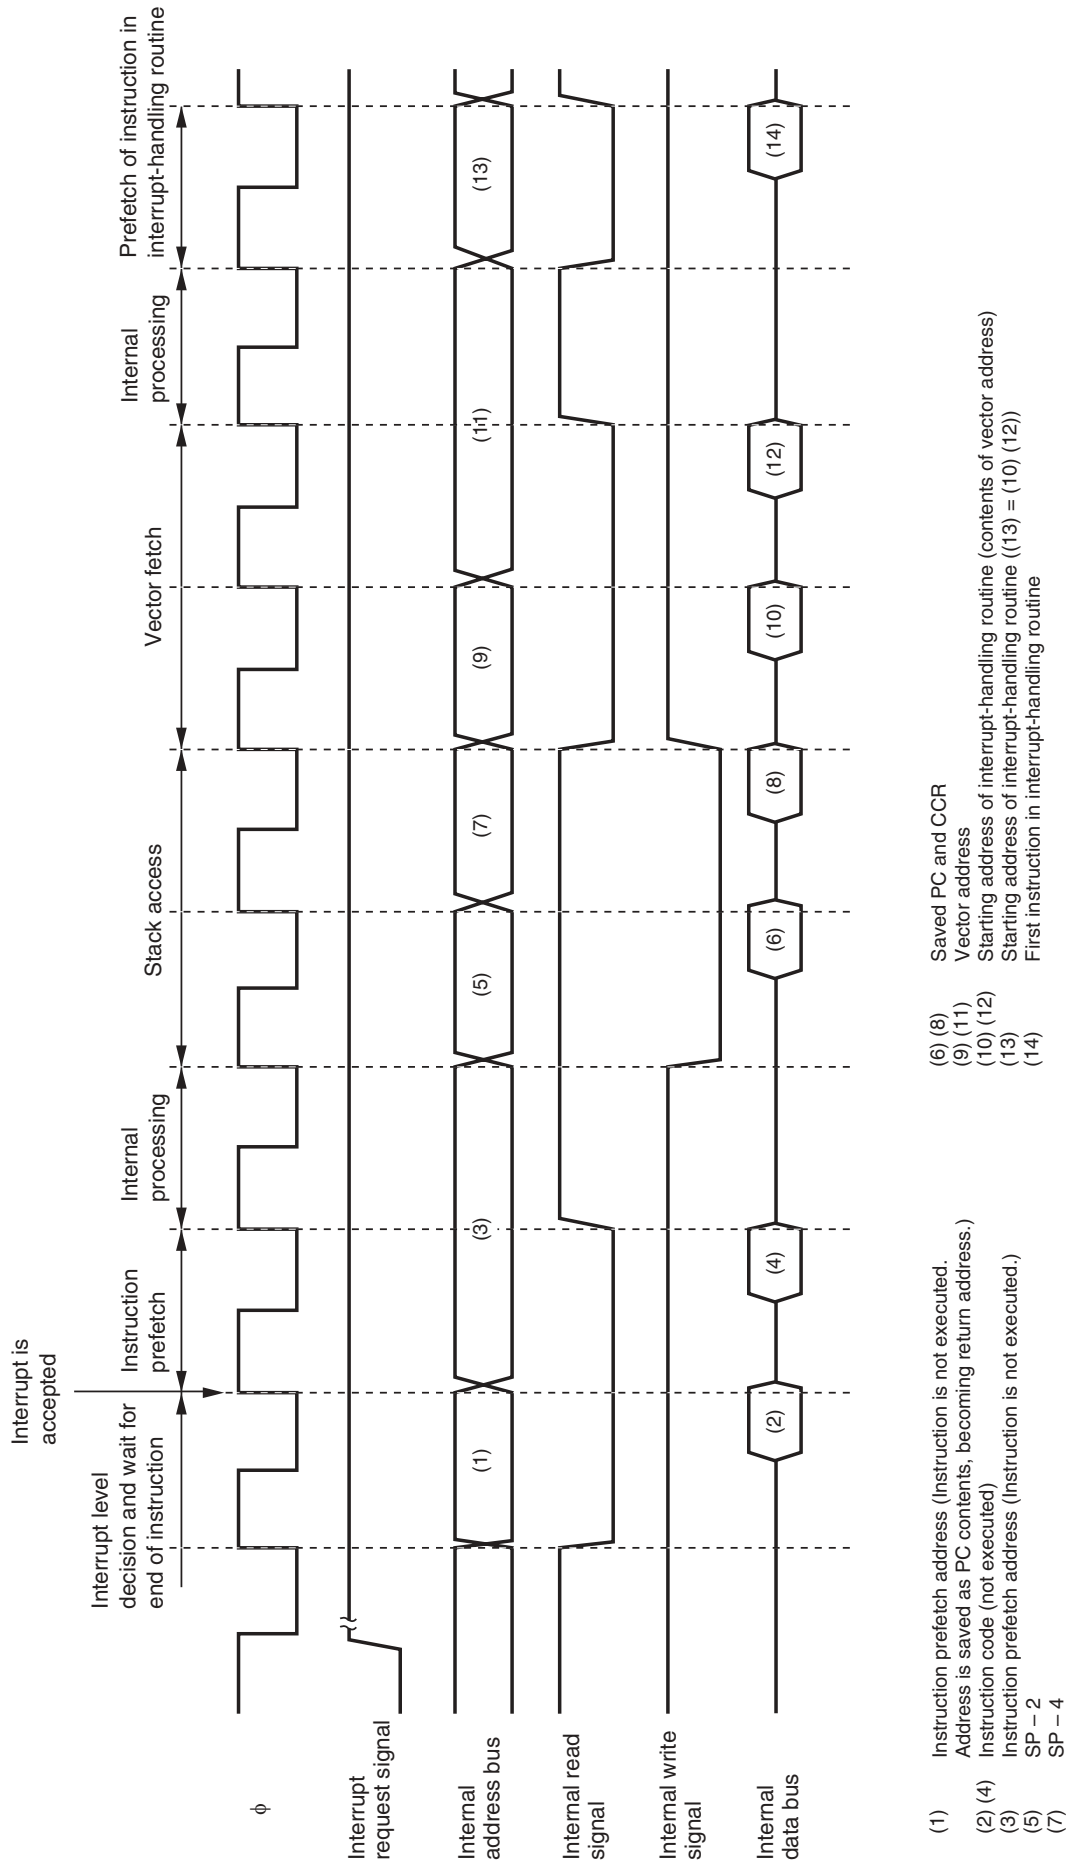 Interrupt is
accepted
Interrupt level
decision and wait for
end of instruction
Instruction
prefetch
Internal
processing
Stack access
Vector fetch
Internal
processing
Prefetch of instruction in
interrupt-handling routine
φ
Interrupt
request signal
Internal
address bus
(1)
(3)
(5)
(7)
(9)
(11)
(13)
Internal read
signal
Internal write
signal
Internal
data bus
(2)
(4)
(6)
(8)
(10)
(12)
(14)
(1) Instruction prefetch address (Instruction is not executed.
Address is saved as PC contents, becoming return address.)
(2) (4) Instruction code (not executed)
(3) Instruction prefetch address (Instruction is not executed.)
(5) SP – 2
(7) SP – 4
(6) (8) Saved PC and CCR
(9) (11) Vector address
(10) (12) Starting address of interrupt-handling routine (contents of vector address)
(13) Starting address of interrupt-handling routine ((13) = (10) (12))
(14) First instruction in interrupt-handling routine